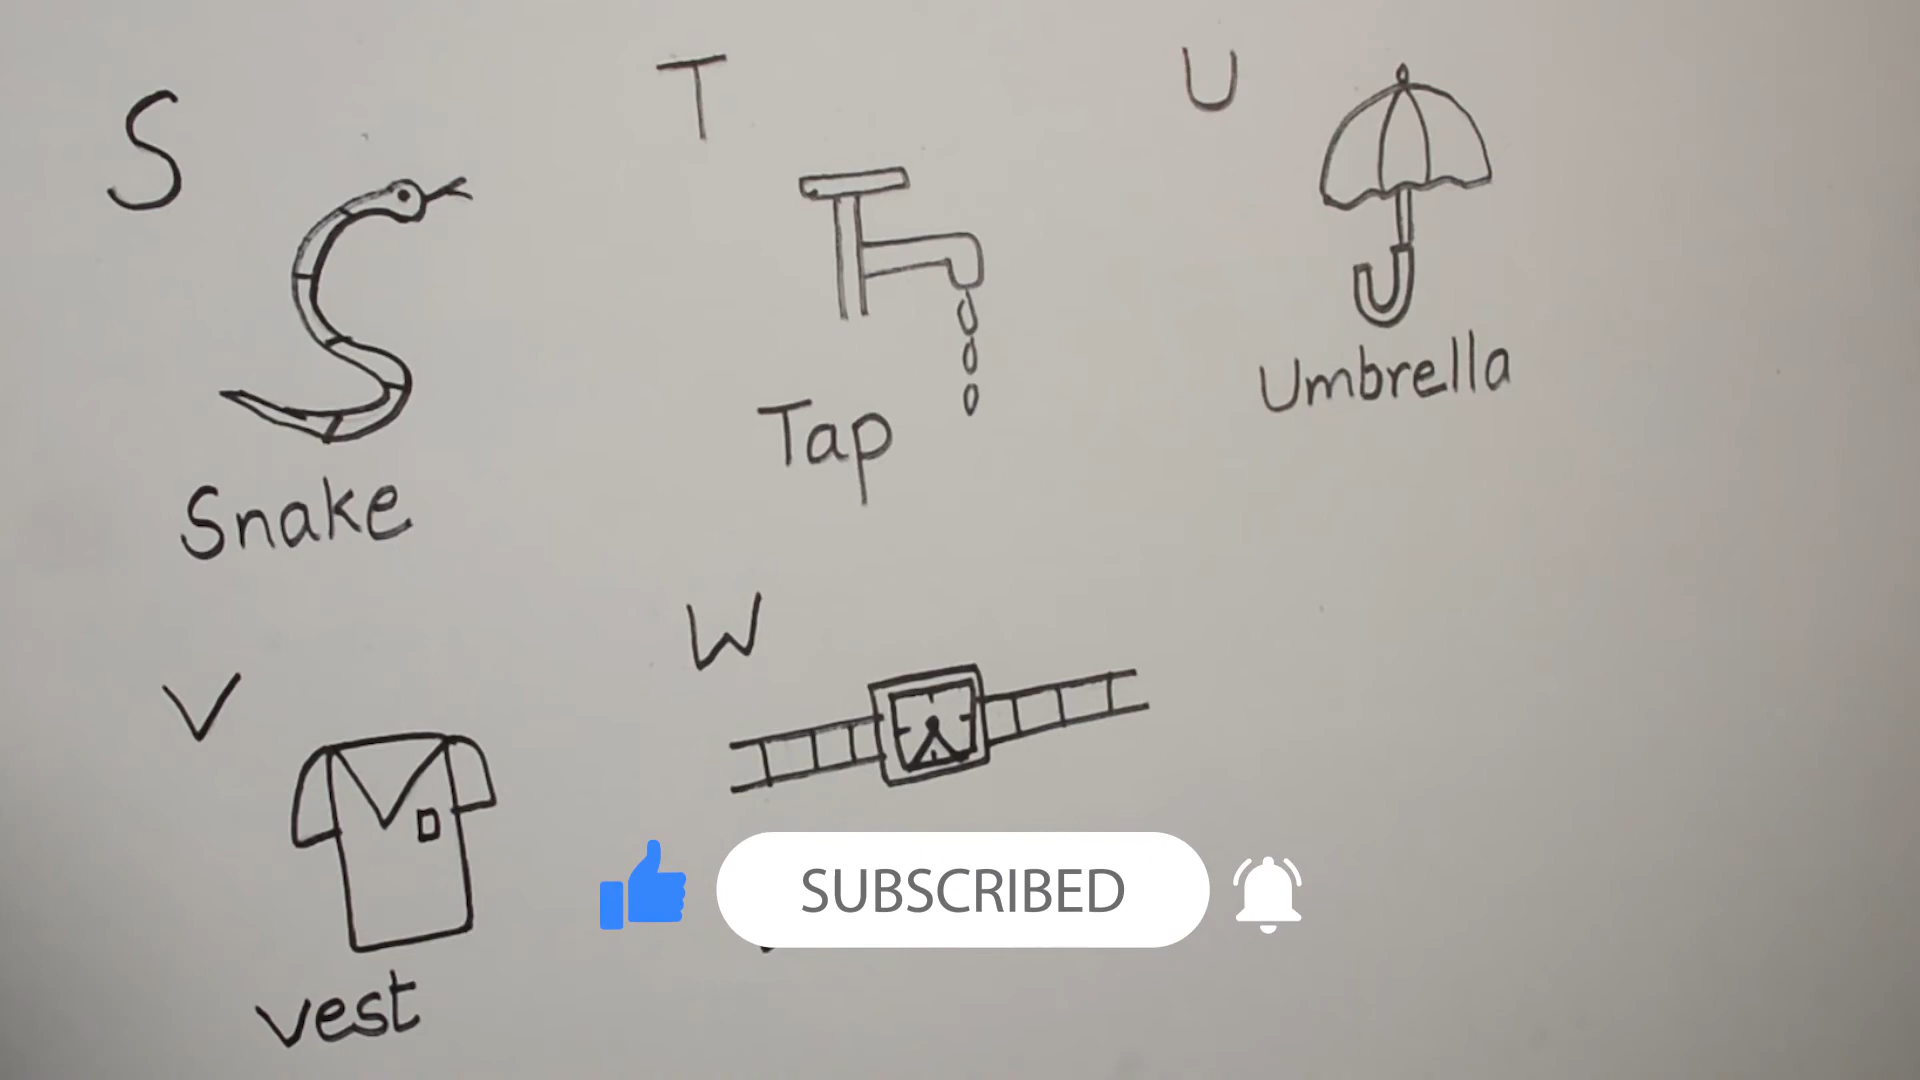 S
T
U
Snake
Tap
Umbrella
V
W
vest
SUBSCRIBED